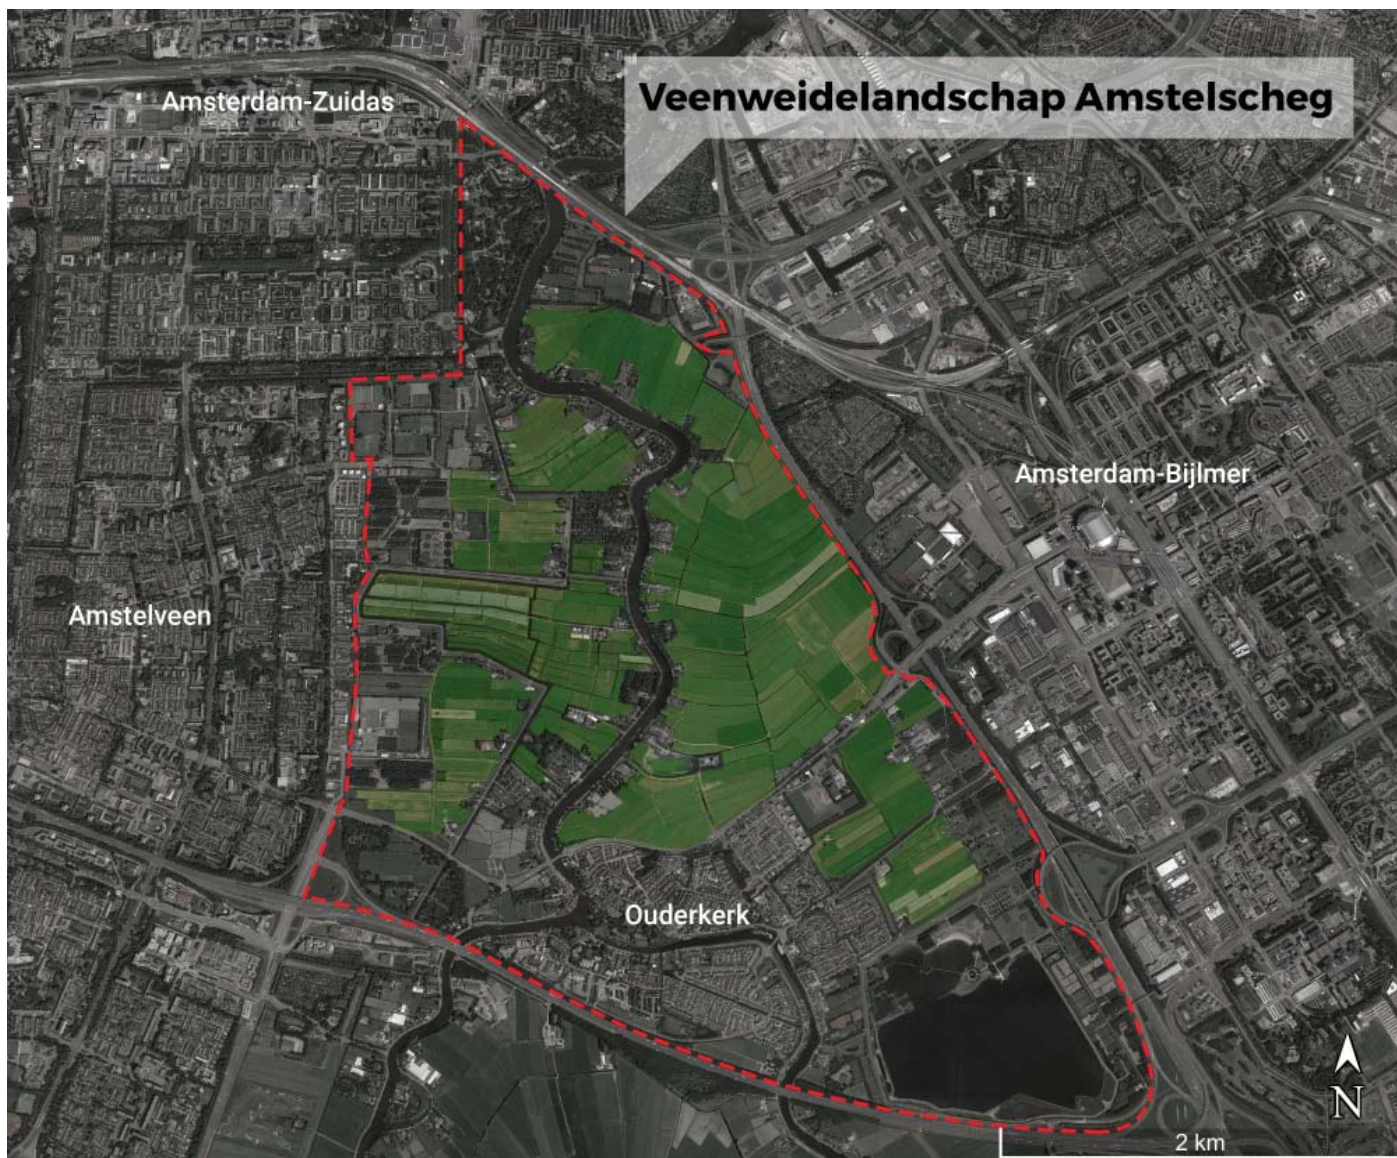 Veenweidelandschap Amstelscheg
Amsterdam-Zuidas
Amsterdam-Bijlmer
Amstelveen
Ouderkerk
N
2 km